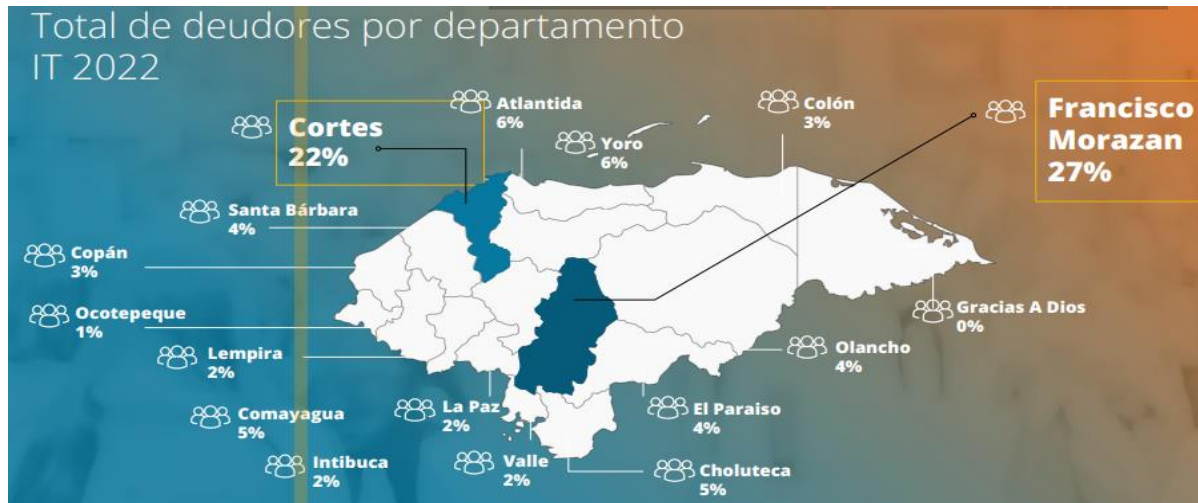 Total de deudores por departamento
IT 2022
Atlantida
6%
Colón
3%
Francisco
Morazan
27%
Cortes
22%
Yoro
6%
Santa Bárbara
4%
Copán
3%
Ocotepeque
1%
Gracias A Dios
0%
Lempira
2%
Olancho
4%
Comayagua
5%
La Paz
2%
El Paraiso
4%
Intibuca
2%
Valle
2%
Choluteca
5%